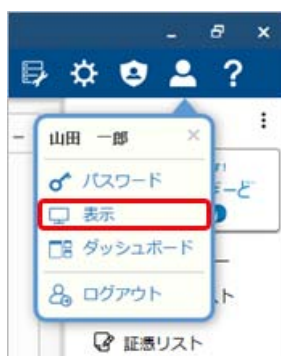 山田 一郎
パスワード
表示
ダッシュボード
ログアウト
証憑リスト